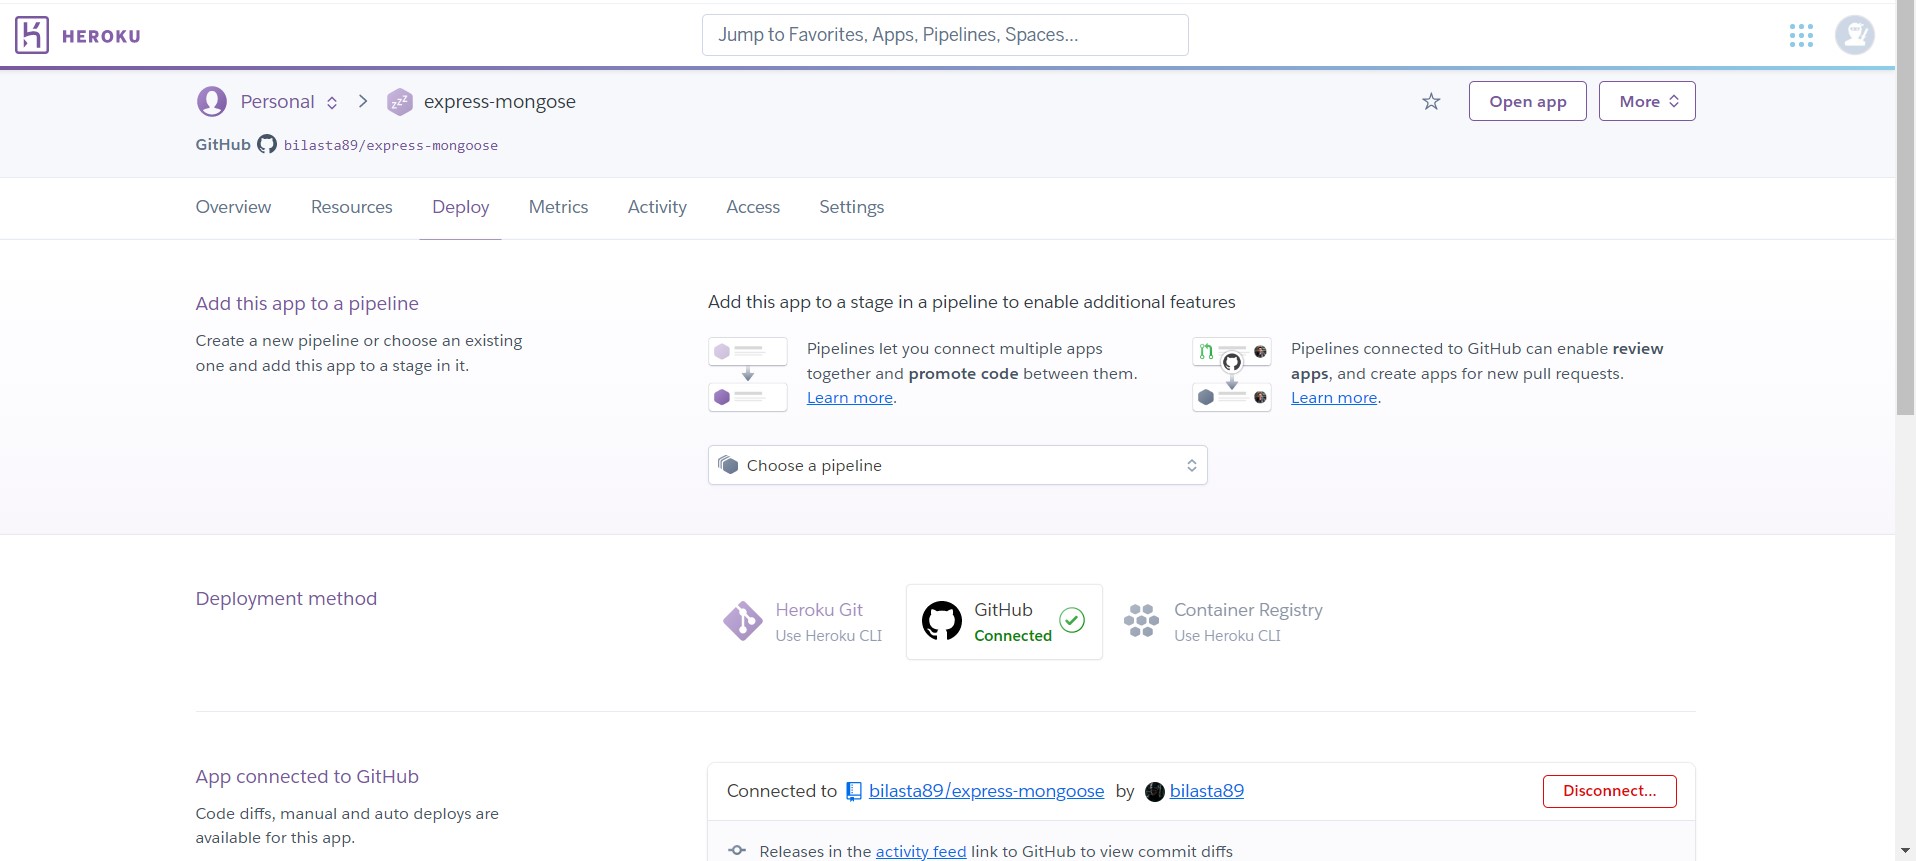 HEROKU
Jump to Favorites, Apps, Pipelines, Spaces...
Personal
zzZ
express-mongose
Open app
More
GitHub bilasta89/express-mongoose
Overview Resources Deploy Metrics Activity Access Settings
Add this app to a pipeline
Create a new pipeline or choose an existing
one and add this app to a stage in it.
Add this app to a stage in a pipeline to enable additional features
Pipelines let you connect multiple apps
together and promote code between them.
Learn more.
Pipelines connected to GitHub can enable review
apps, and create apps for new pull requests.
Learn more.
Choose a pipeline
Deployment method
Heroku Git
Use Heroku CLI
GitHub
Connected
Container Registry
Use Heroku CLI
App connected to GitHub
Code diffs, manual and auto deploys are
available for this app.
Connected to bilasta89/express-mongoose by bilasta89
Disconnect...
Releases in the activity feed link to GitHub to view commit diffs